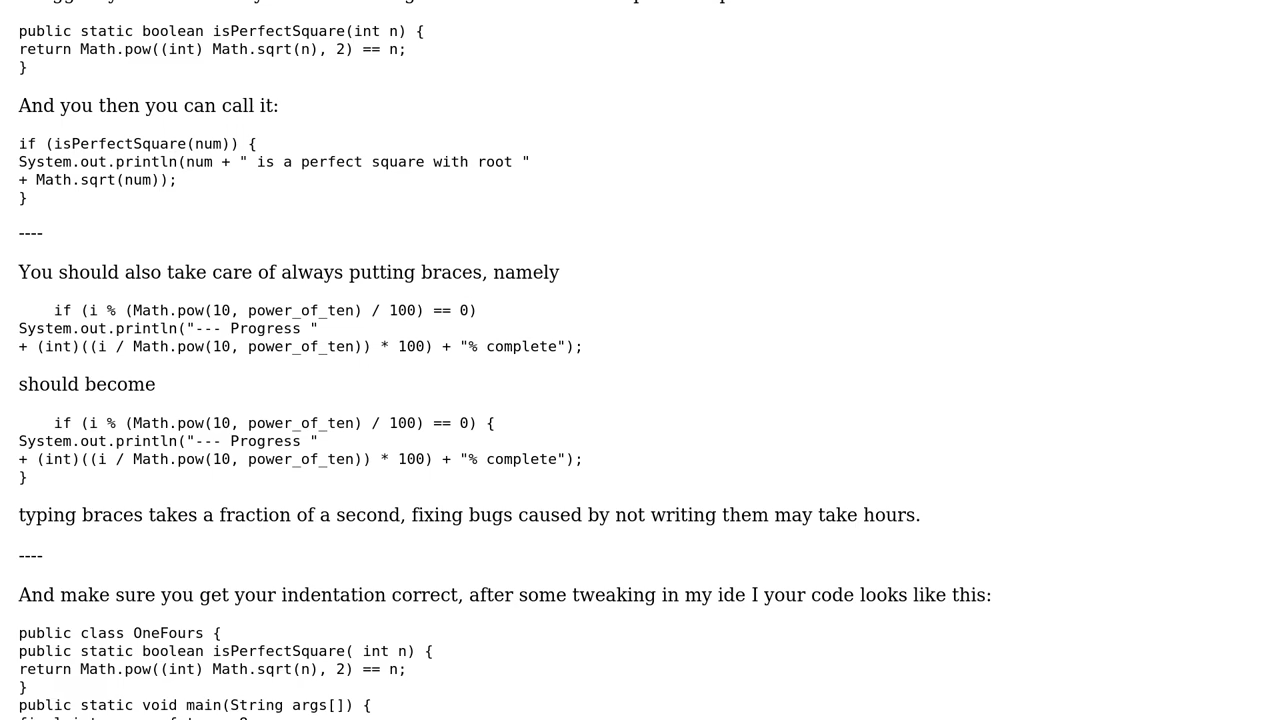 public static boolean isPerfectSquare(int n) {
return Math.pow((int) Math.sqrt(n), 2) == n;
}
And you then you can call it:
if (isPerfectSquare(num)) {
System.out.println(num + " is a perfect square with root "
+ Math.sqrt(num));
}
----
You should also take care of always putting braces, namely
    if (i % (Math.pow(10, power_of_ten) / 100) == 0)
System.out.println("--- Progress "
+ (int)((i / Math.pow(10, power_of_ten)) * 100) + "% complete");
should become
    if (i % (Math.pow(10, power_of_ten) / 100) == 0) {
System.out.println("--- Progress "
+ (int)((i / Math.pow(10, power_of_ten)) * 100) + "% complete");
}
typing braces takes a fraction of a second, fixing bugs caused by not writing them may take hours.
----
And make sure you get your indentation correct, after some tweaking in my ide I your code looks like this:
public class OneFours {
public static boolean isPerfectSquare( int n) {
return Math.pow((int) Math.sqrt(n), 2) == n;
}
public static void main(String args[]) {